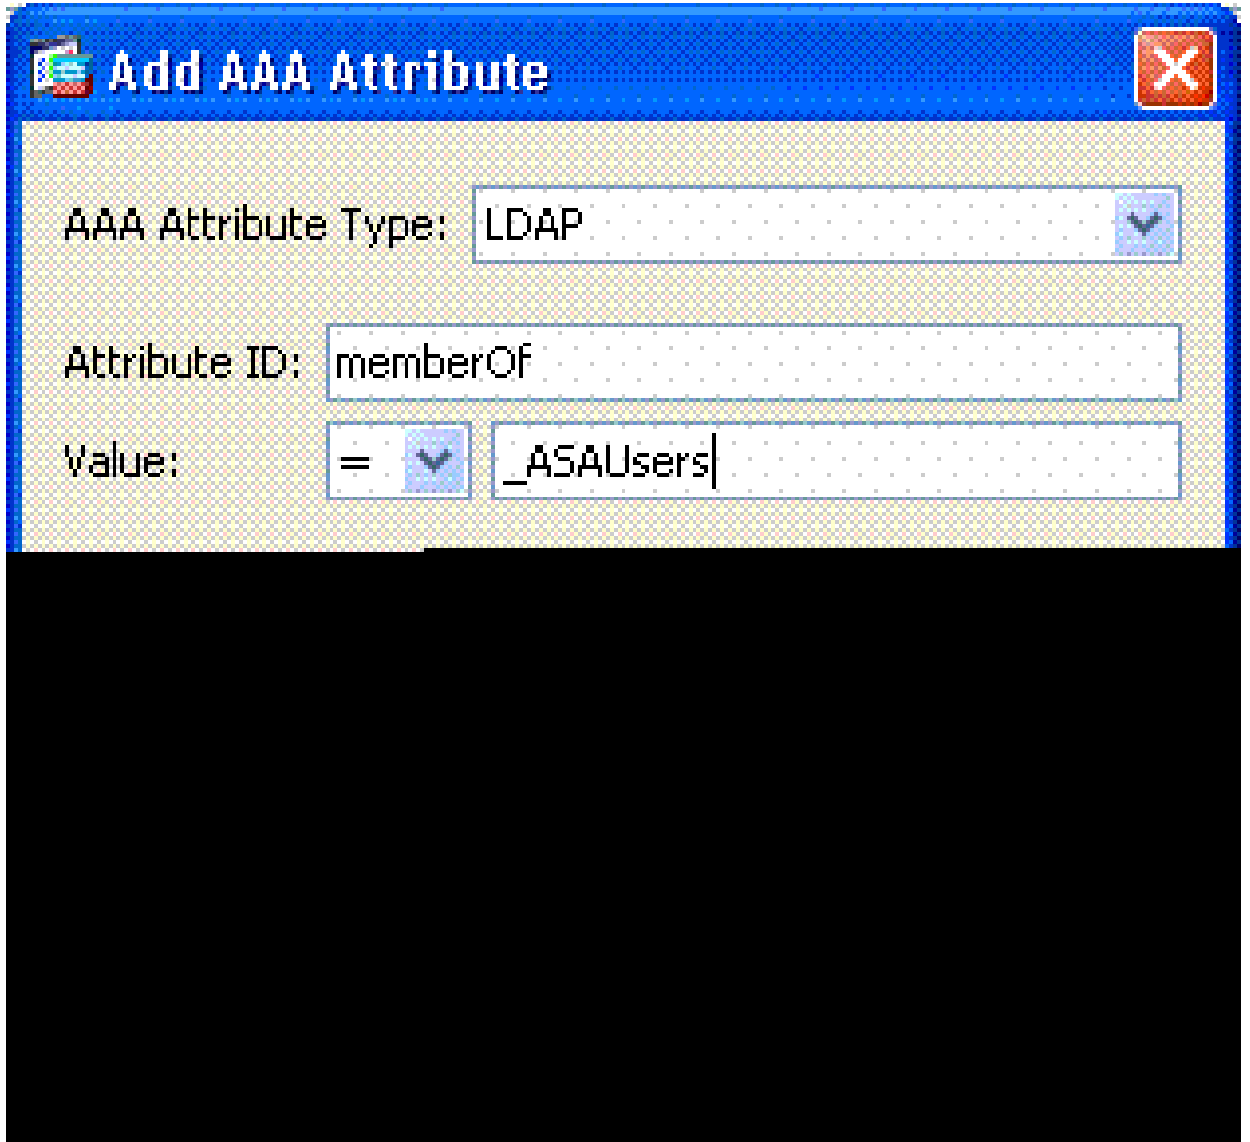 Add AAA Attribute
AAA Attribute Type: LDAP
Attribute ID: memberOf
Value: = _ASAUsers